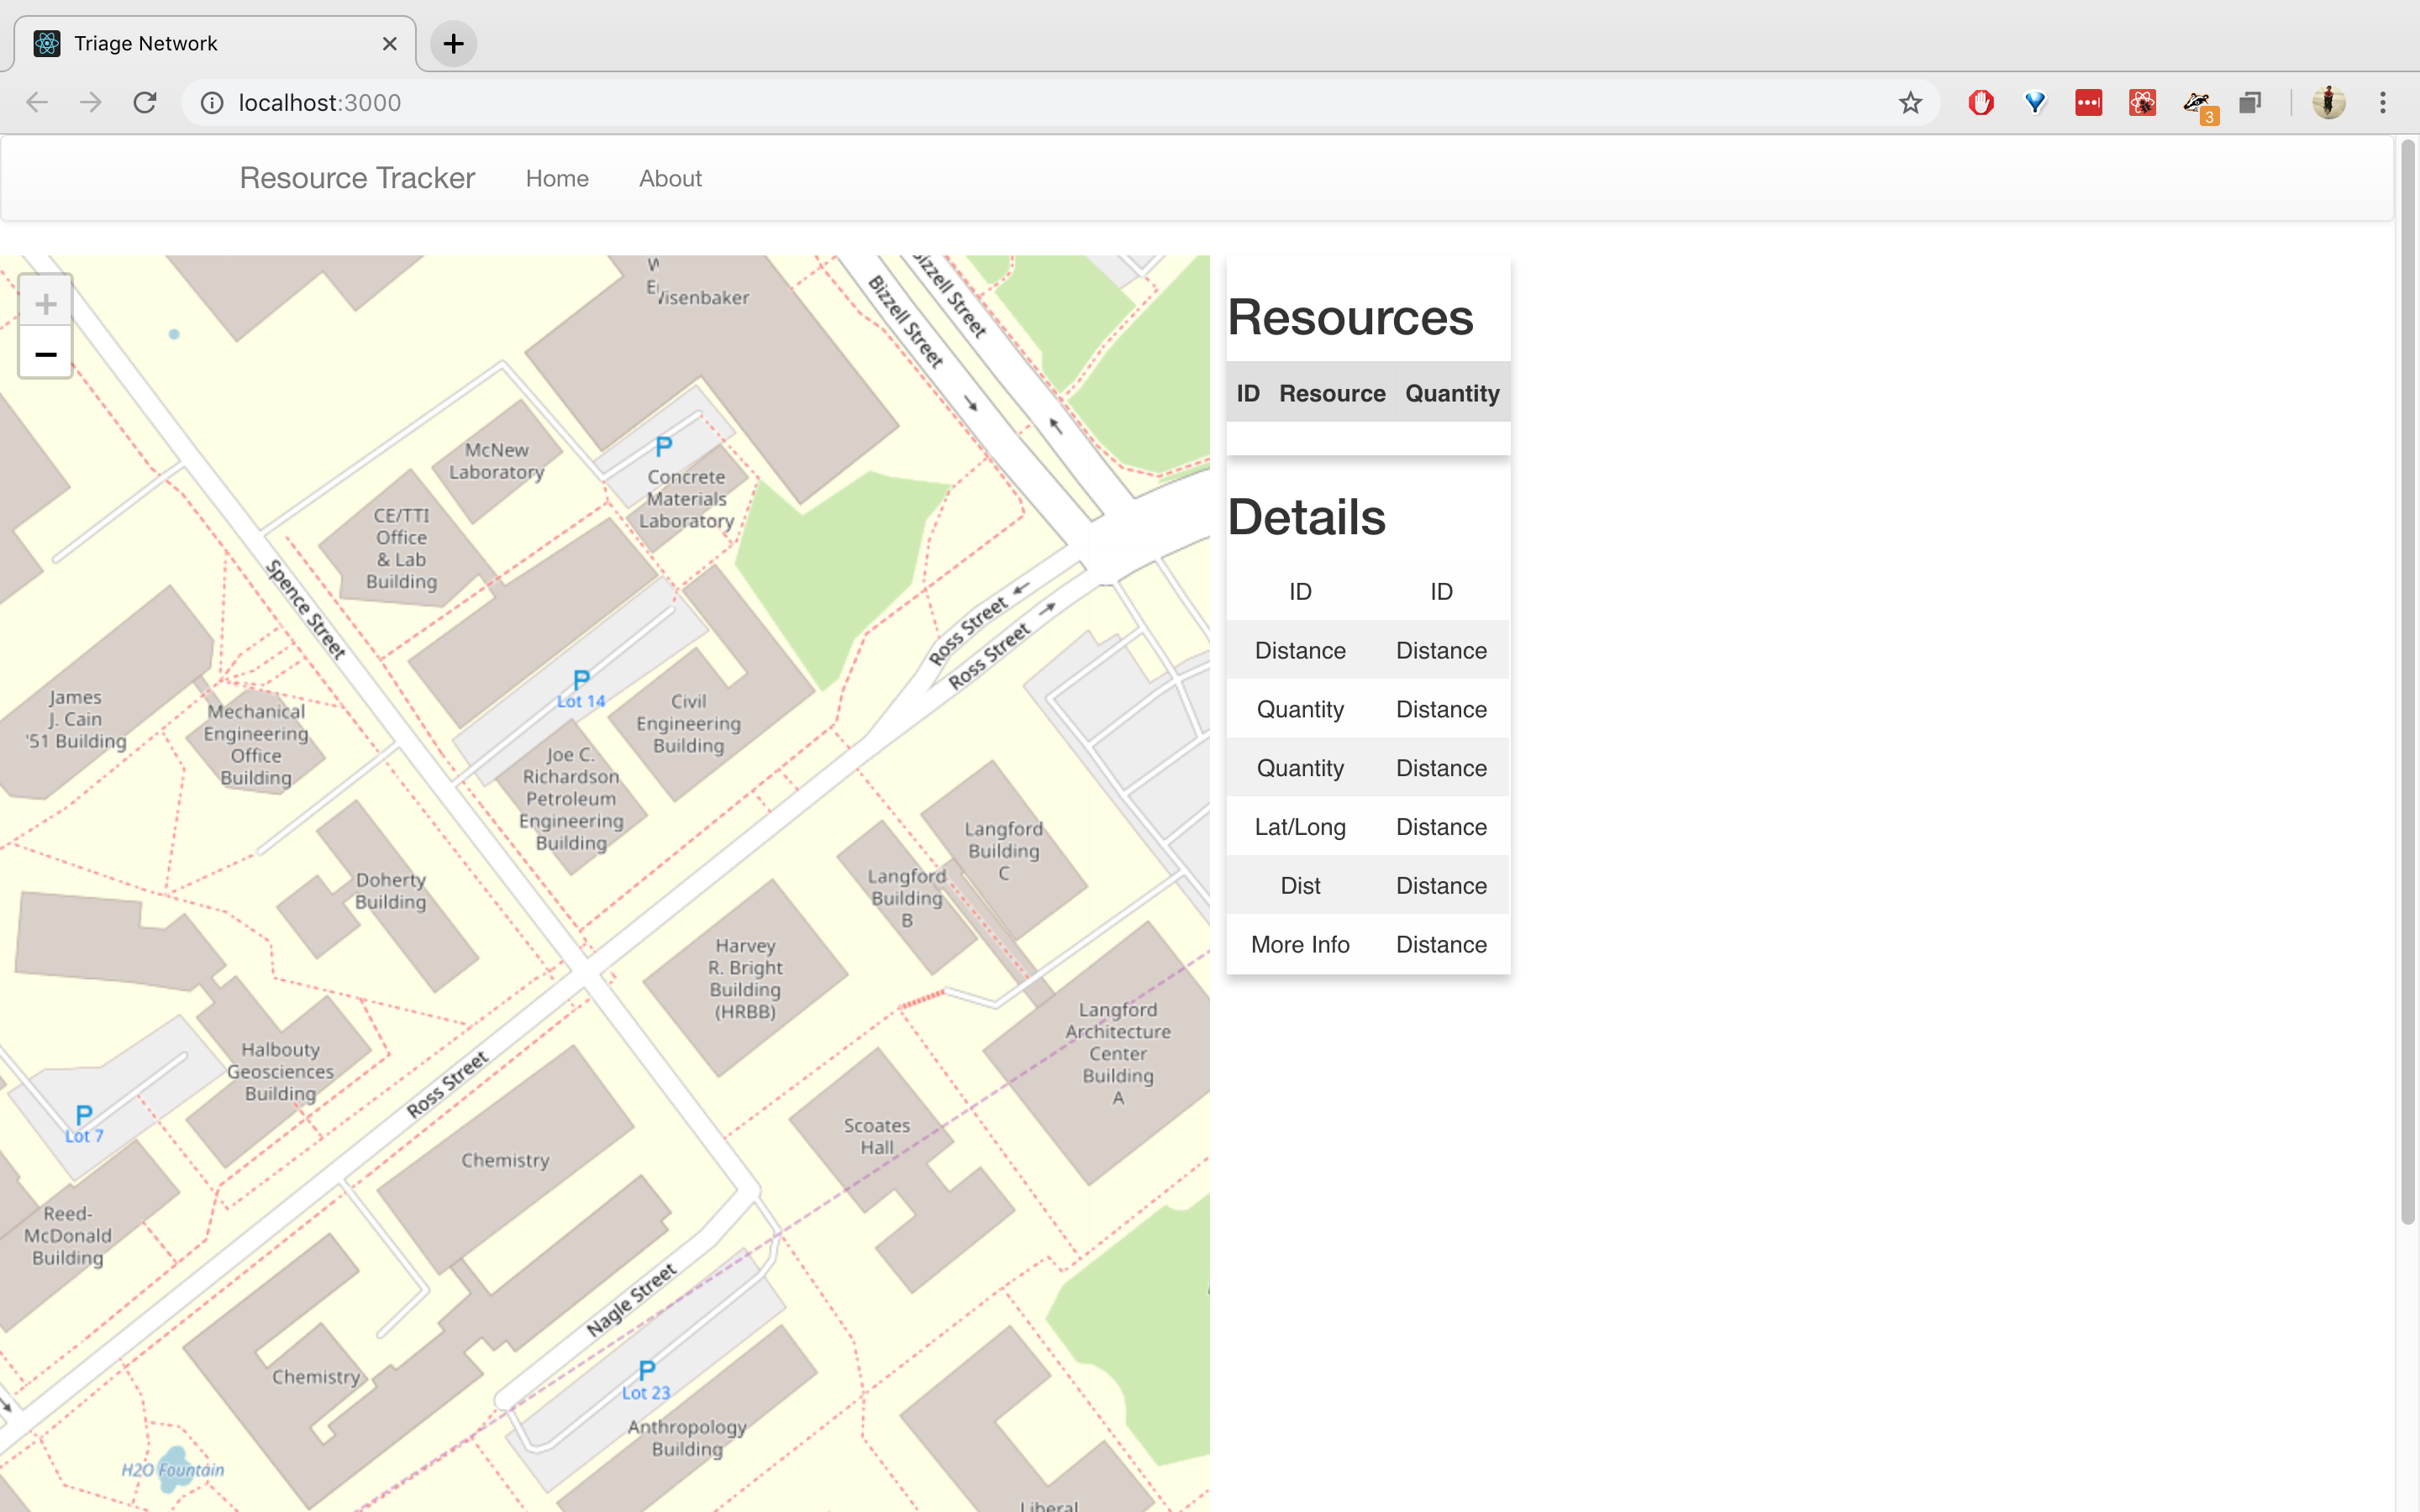 Triage Network
localhost:3000
3
Resource Tracker
Home
About
+
−
Bizzell Street
Bizzell Street
McNew
Laboratory
P
Concrete
Materials
Laboratory
CE/TTI
Office
& Lab
Building
Spence Street
Ross Street
Ross Street
P
Lot 14
Civil
Engineering
Building
James
J. Cain
'51 Building
Mechanical
Engineering
Office
Building
Joe C.
Richardson
Petroleum
Engineering
Building
Langford
Building
C
Langford
Building
B
Doherty
Building
Harvey
R. Bright
Building
(HRBB)
Langford
Architecture
Center
Building
A
Halbouty
Geosciences
Building
Ross Street
P
Lot 7
Scoates
Hall
Chemistry
Reed-
McDonald
Building
Nagle Street
Chemistry
P
Lot 23
Anthropology
Building
H2O Fountain
Liberal
Resources
ID Resource Quantity
Details
ID ID
Distance Distance
Quantity Distance
Quantity Distance
Lat/Long Distance
Dist Distance
More Info Distance